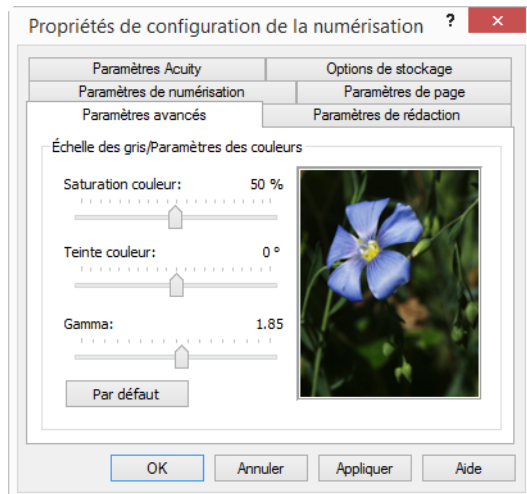 Propriétés de configuration de la numérisation ? ×
Paramètres Acuity Options de stockage
Paramètres de numérisation Paramètres de page
Paramètres avancés Paramètres de rédaction
Échelle des gris/Paramètres des couleurs
Saturation couleur: 50 %
Teinte couleur: 0 °
Gamma: 1.85
Par défaut
OK Annuler Appliquer Aide